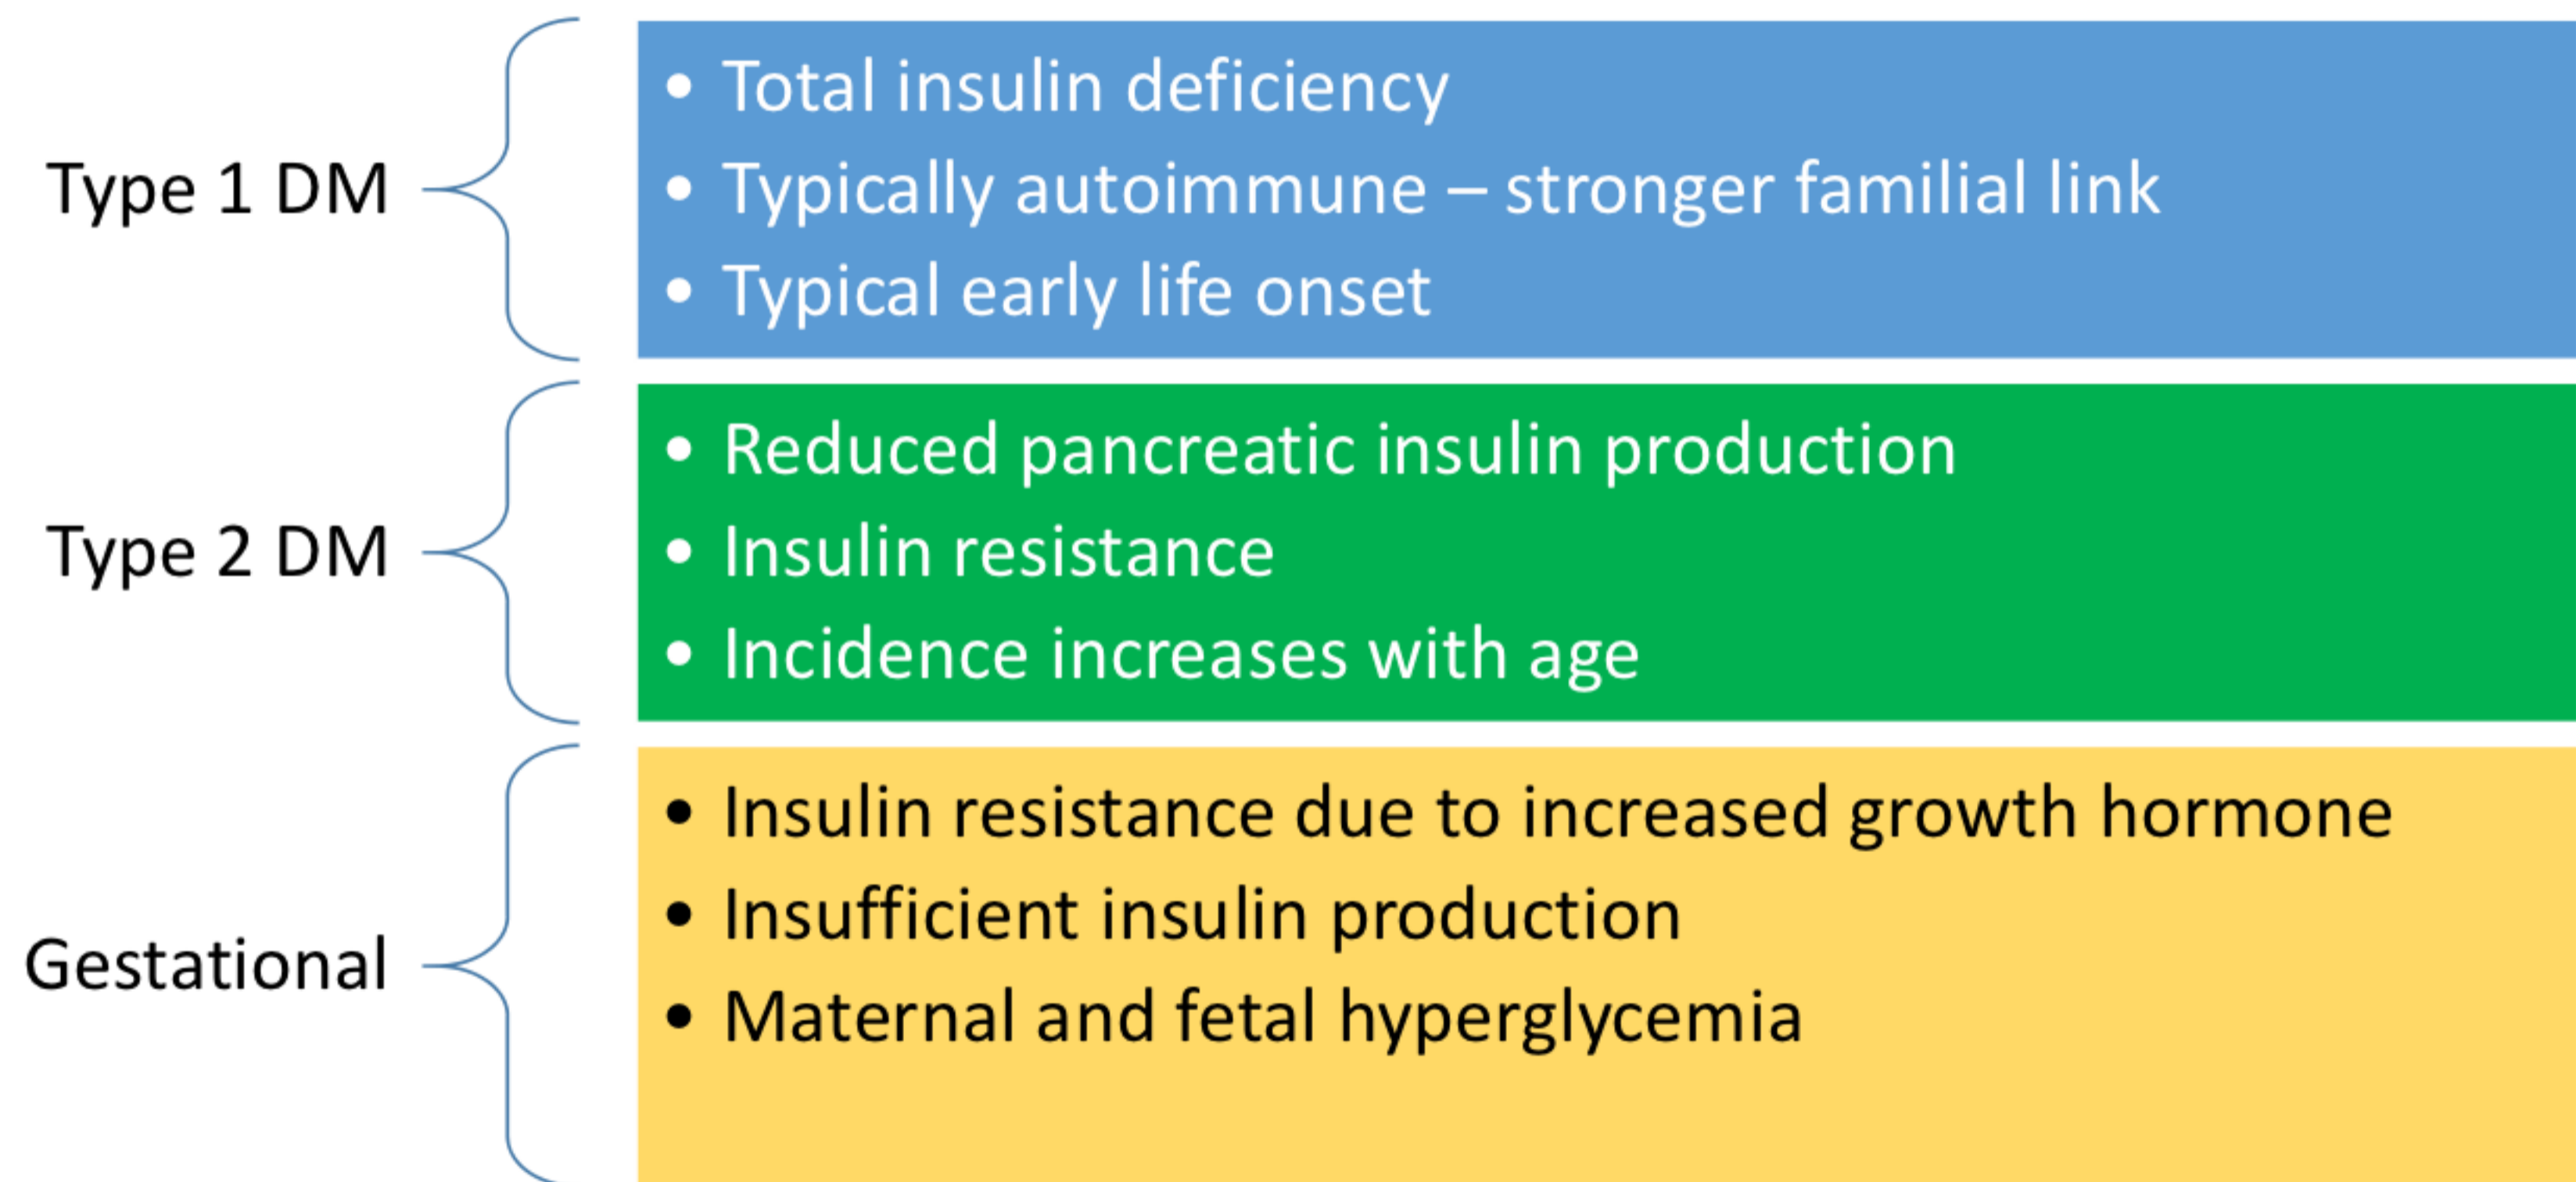 Type 1 DM
• Total insulin deficiency
• Typically autoimmune – stronger familial link
• Typical early life onset
Type 2 DM
• Reduced pancreatic insulin production
• Insulin resistance
• Incidence increases with age
Gestational
• Insulin resistance due to increased growth hormone
• Insufficient insulin production
• Maternal and fetal hyperglycemia